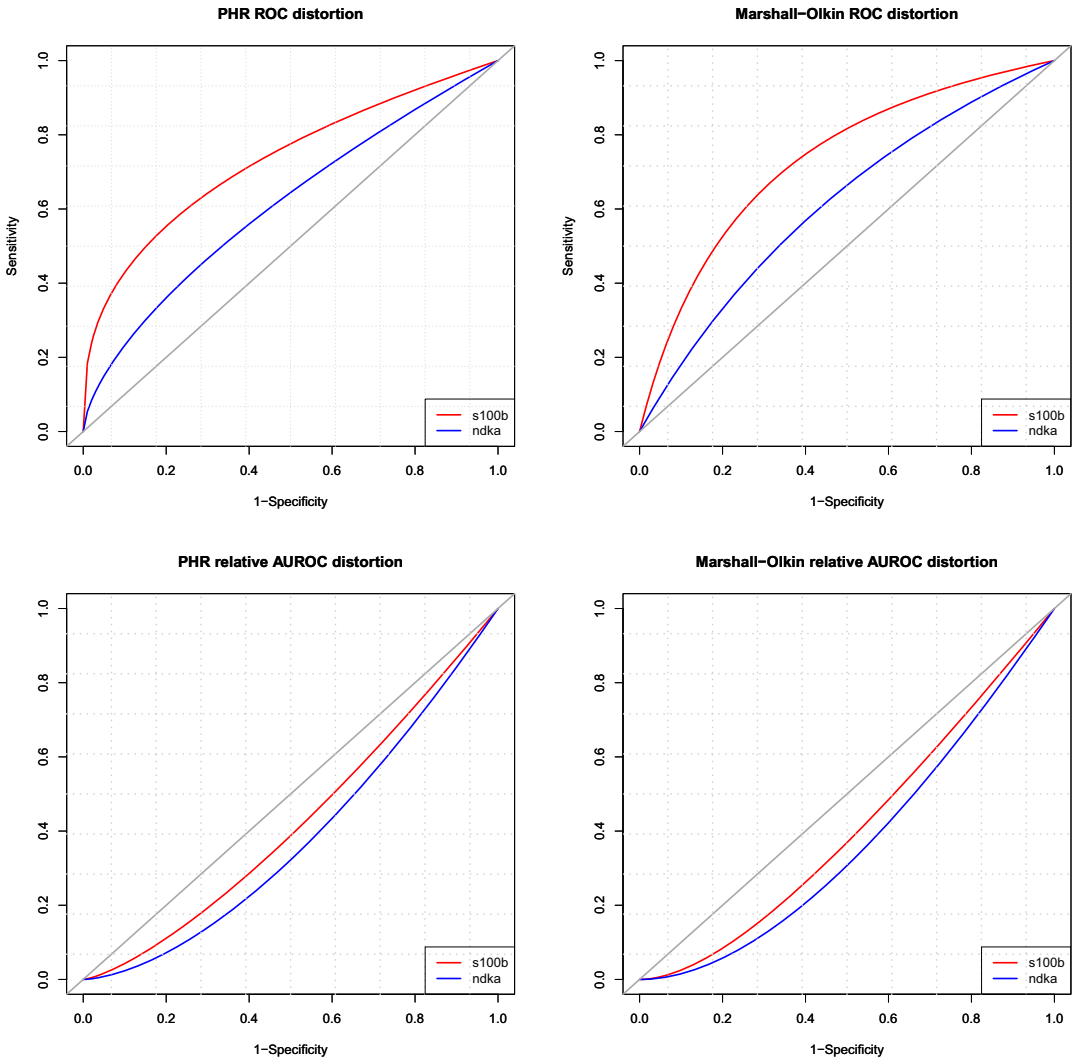 PHR ROC distortion
Sensitivity
1.0
0.8
0.6
0.4
0.2
0.0
0.0 0.2 0.4 0.6 0.8 1.0
1−Specificity
s100b
ndka
Marshall−Olkin ROC distortion
Sensitivity
1.0
0.8
0.6
0.4
0.2
0.0
0.0 0.2 0.4 0.6 0.8 1.0
1−Specificity
s100b
ndka
PHR relative AUROC distortion
1.0
0.8
0.6
0.4
0.2
0.0
0.0 0.2 0.4 0.6 0.8 1.0
1−Specificity
s100b
ndka
Marshall−Olkin relative AUROC distortion
1.0
0.8
0.6
0.4
0.2
0.0
0.0 0.2 0.4 0.6 0.8 1.0
1−Specificity
s100b
ndka